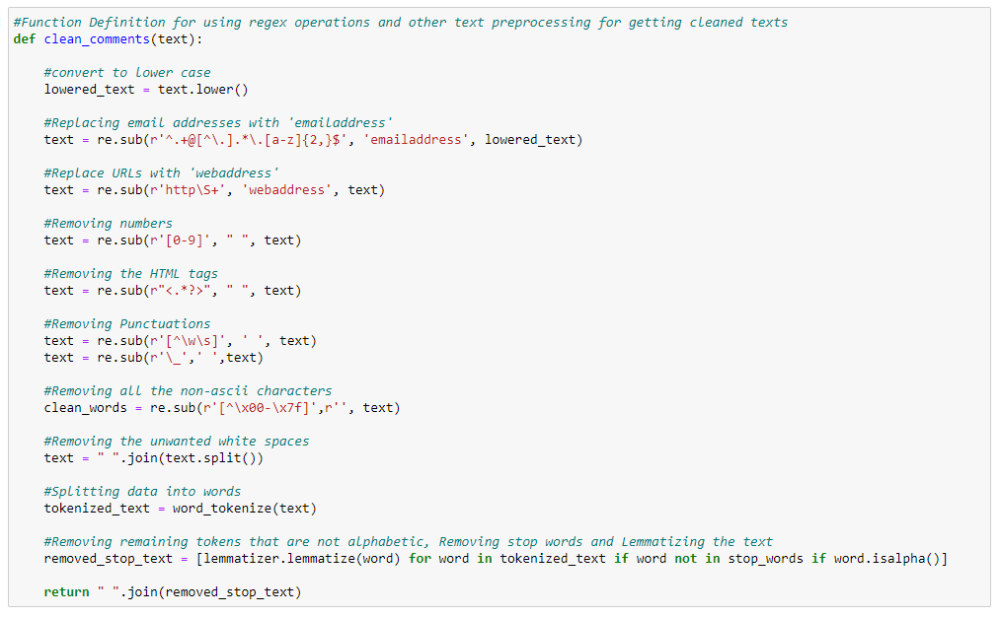 #Function Definition for using regex operations and other text preprocessing for getting cleaned texts
def clean_comments(text):
#convert to lower case
lowered_text = text.lower()
#Replacing email addresses with 'emailaddress'
text = re.sub(r'^.+@[^\.].*\.[a-z]{2,}$', 'emailaddress', lowered_text)
#Replace URLs with 'webaddress'
text = re.sub(r'http\S+', 'webaddress', text)
#Removing numbers
text = re.sub(r'[0-9]', " ", text)
#Removing the HTML tags
text = re.sub(r"<.*?>", " ", text)
#Removing Punctuations
text = re.sub(r'[^\w\s]', ' ', text)
text = re.sub(r'\_',' ',text)
#Removing all the non-ascii characters
clean_words = re.sub(r'[^\x00-\x7f]',r'', text)
#Removing the unwanted white spaces
text = " ".join(text.split())
#Splitting data into words
tokenized_text = word_tokenize(text)
#Removing remaining tokens that are not alphabetic, Removing stop words and Lemmatizing the text
removed_stop_text = [lemmatizer.lemmatize(word) for word in tokenized_text if word not in stop_words if word.isalpha()]
return " ".join(removed_stop_text)